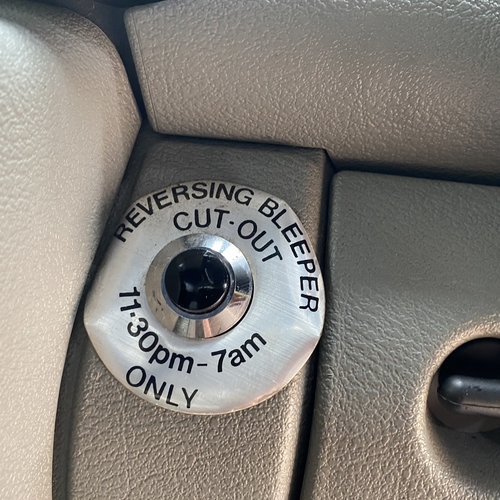 REVERSING BLEEPER
CUT-OUT
11·30pm-7am
ONLY